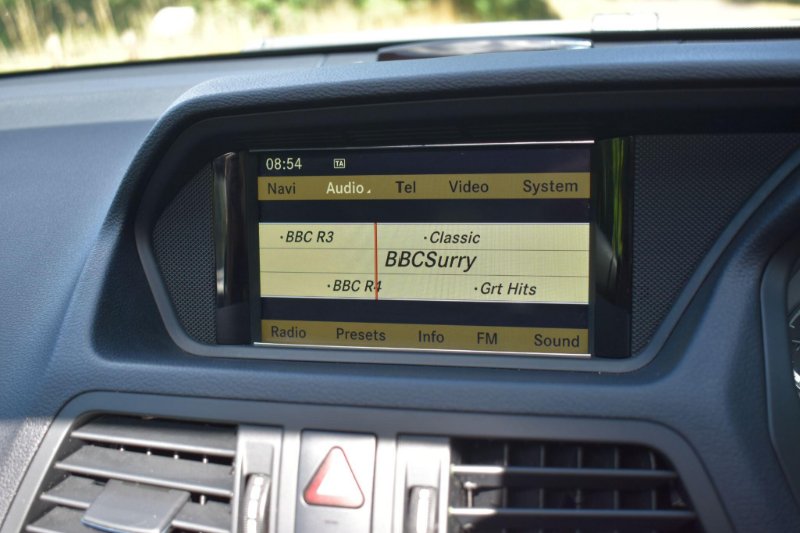 08:54 TA
Navi Audio Tel Video System
·BBC R3 ·Classic
BBCSurry
·BBC R4 ·Grt Hits
Radio Presets Info FM Sound